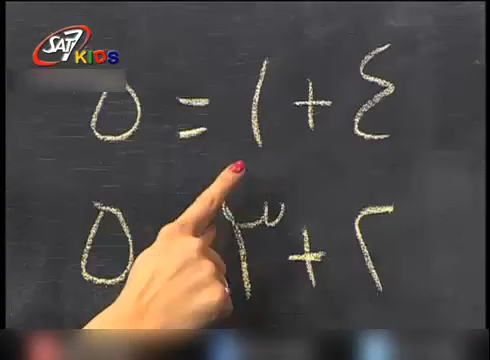 SAT7
KIDS
٤ + ١ = ٥
٢ + ٣ ٥